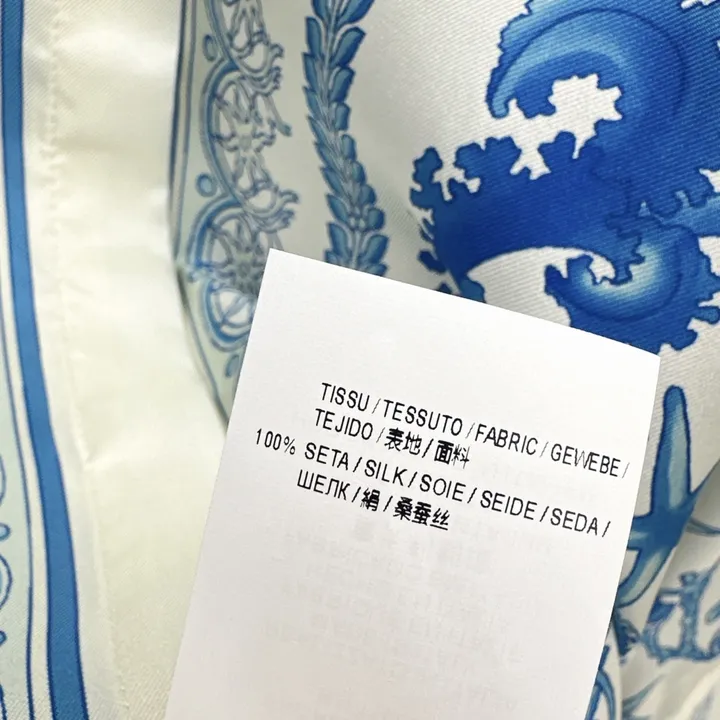 TISSU / TESSUTO / FABRIC / GEWEBE /
TEJIDO / 表地 / 面料
100% SETA / SILK / SOIE / SEIDE / SEDA /
ШЕЛК / 絹 / 桑蚕丝